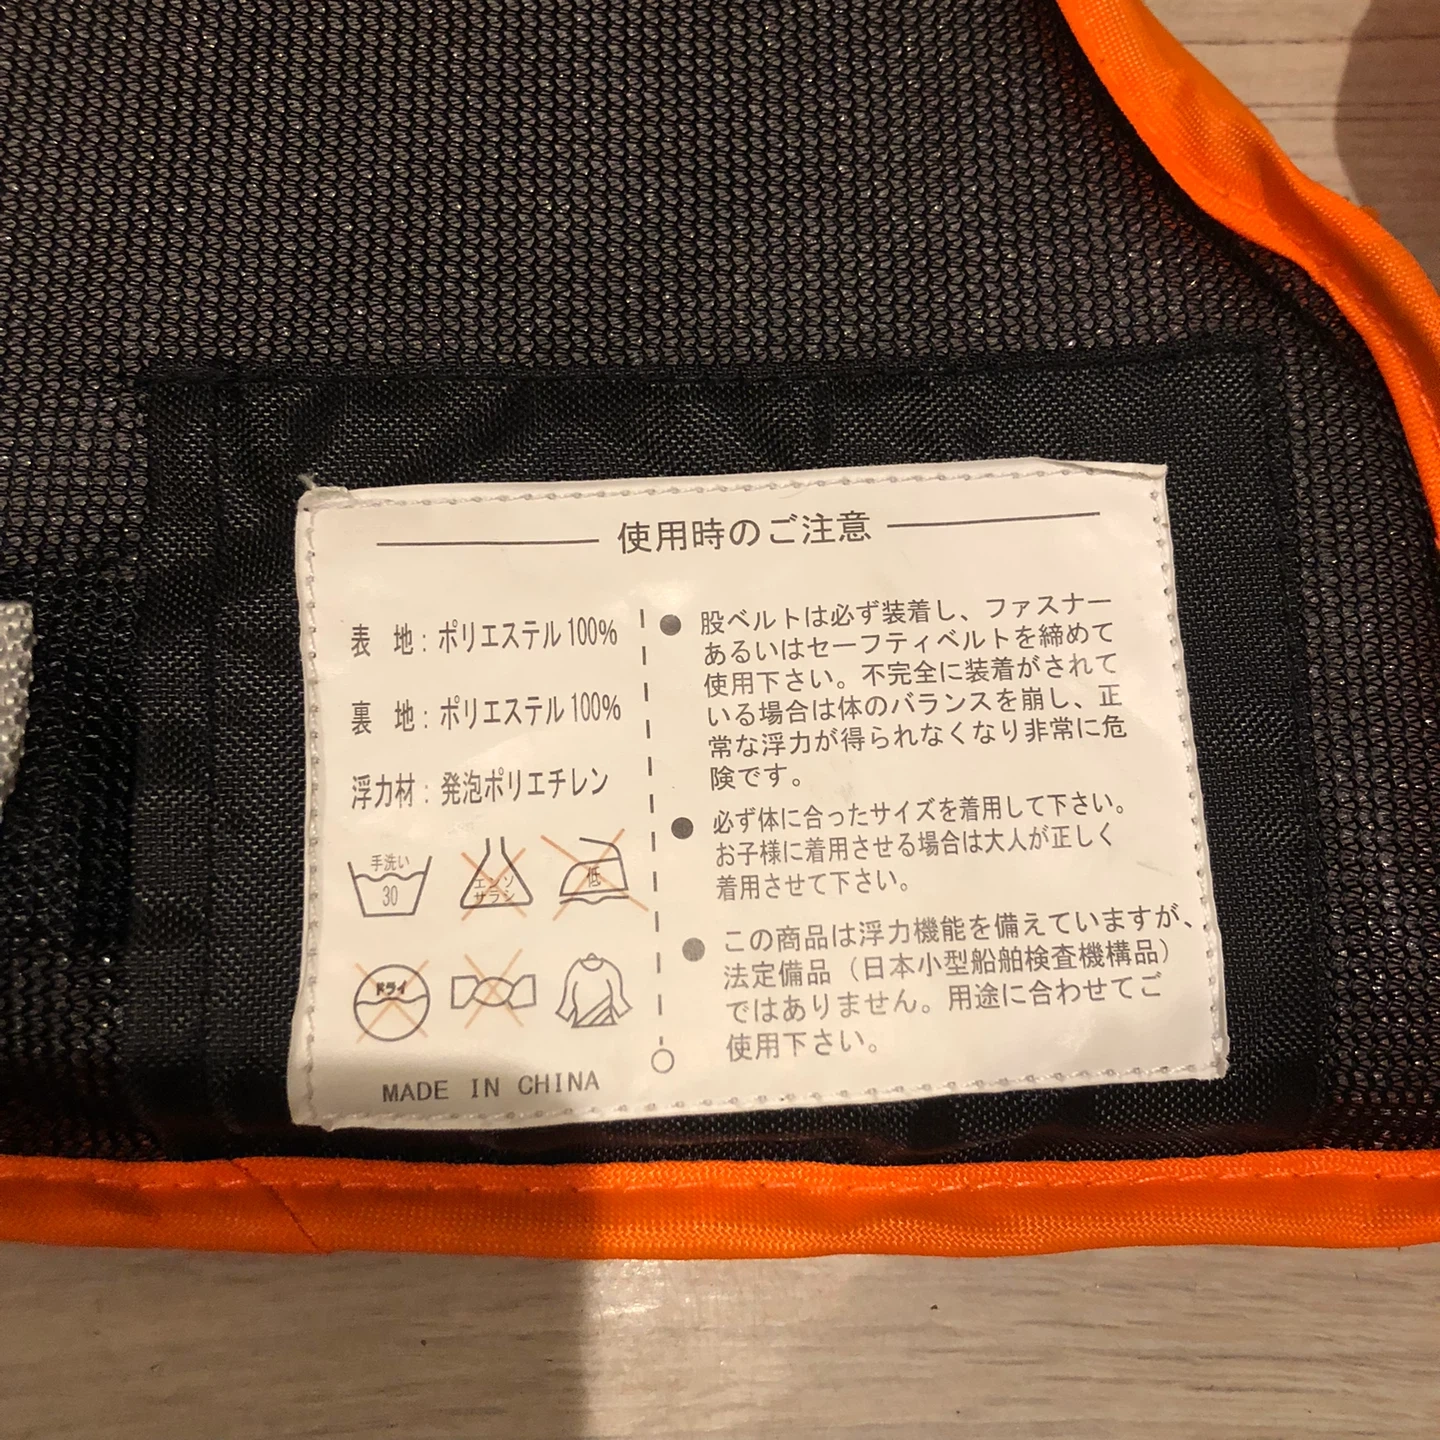 使用時のご注意
表 地：ポリエステル100%
裏 地：ポリエステル100%
浮力材：発泡ポリエチレン
手洗い
30
エンソ
サラシ
低
ドライ
MADE IN CHINA
● 股ベルトは必ず装着し、ファスナー
あるいはセーフティベルトを締めて
使用下さい。不完全に装着がされて
いる場合は体のバランスを崩し、正
常な浮力が得られなくなり非常に危
険です。
● 必ず体に合ったサイズを着用して下さい。
お子様に着用させる場合は大人が正しく
着用させて下さい。
● この商品は浮力機能を備えていますが、
法定備品（日本小型船舶検査機構品）
ではありません。用途に合わせてご
使用下さい。